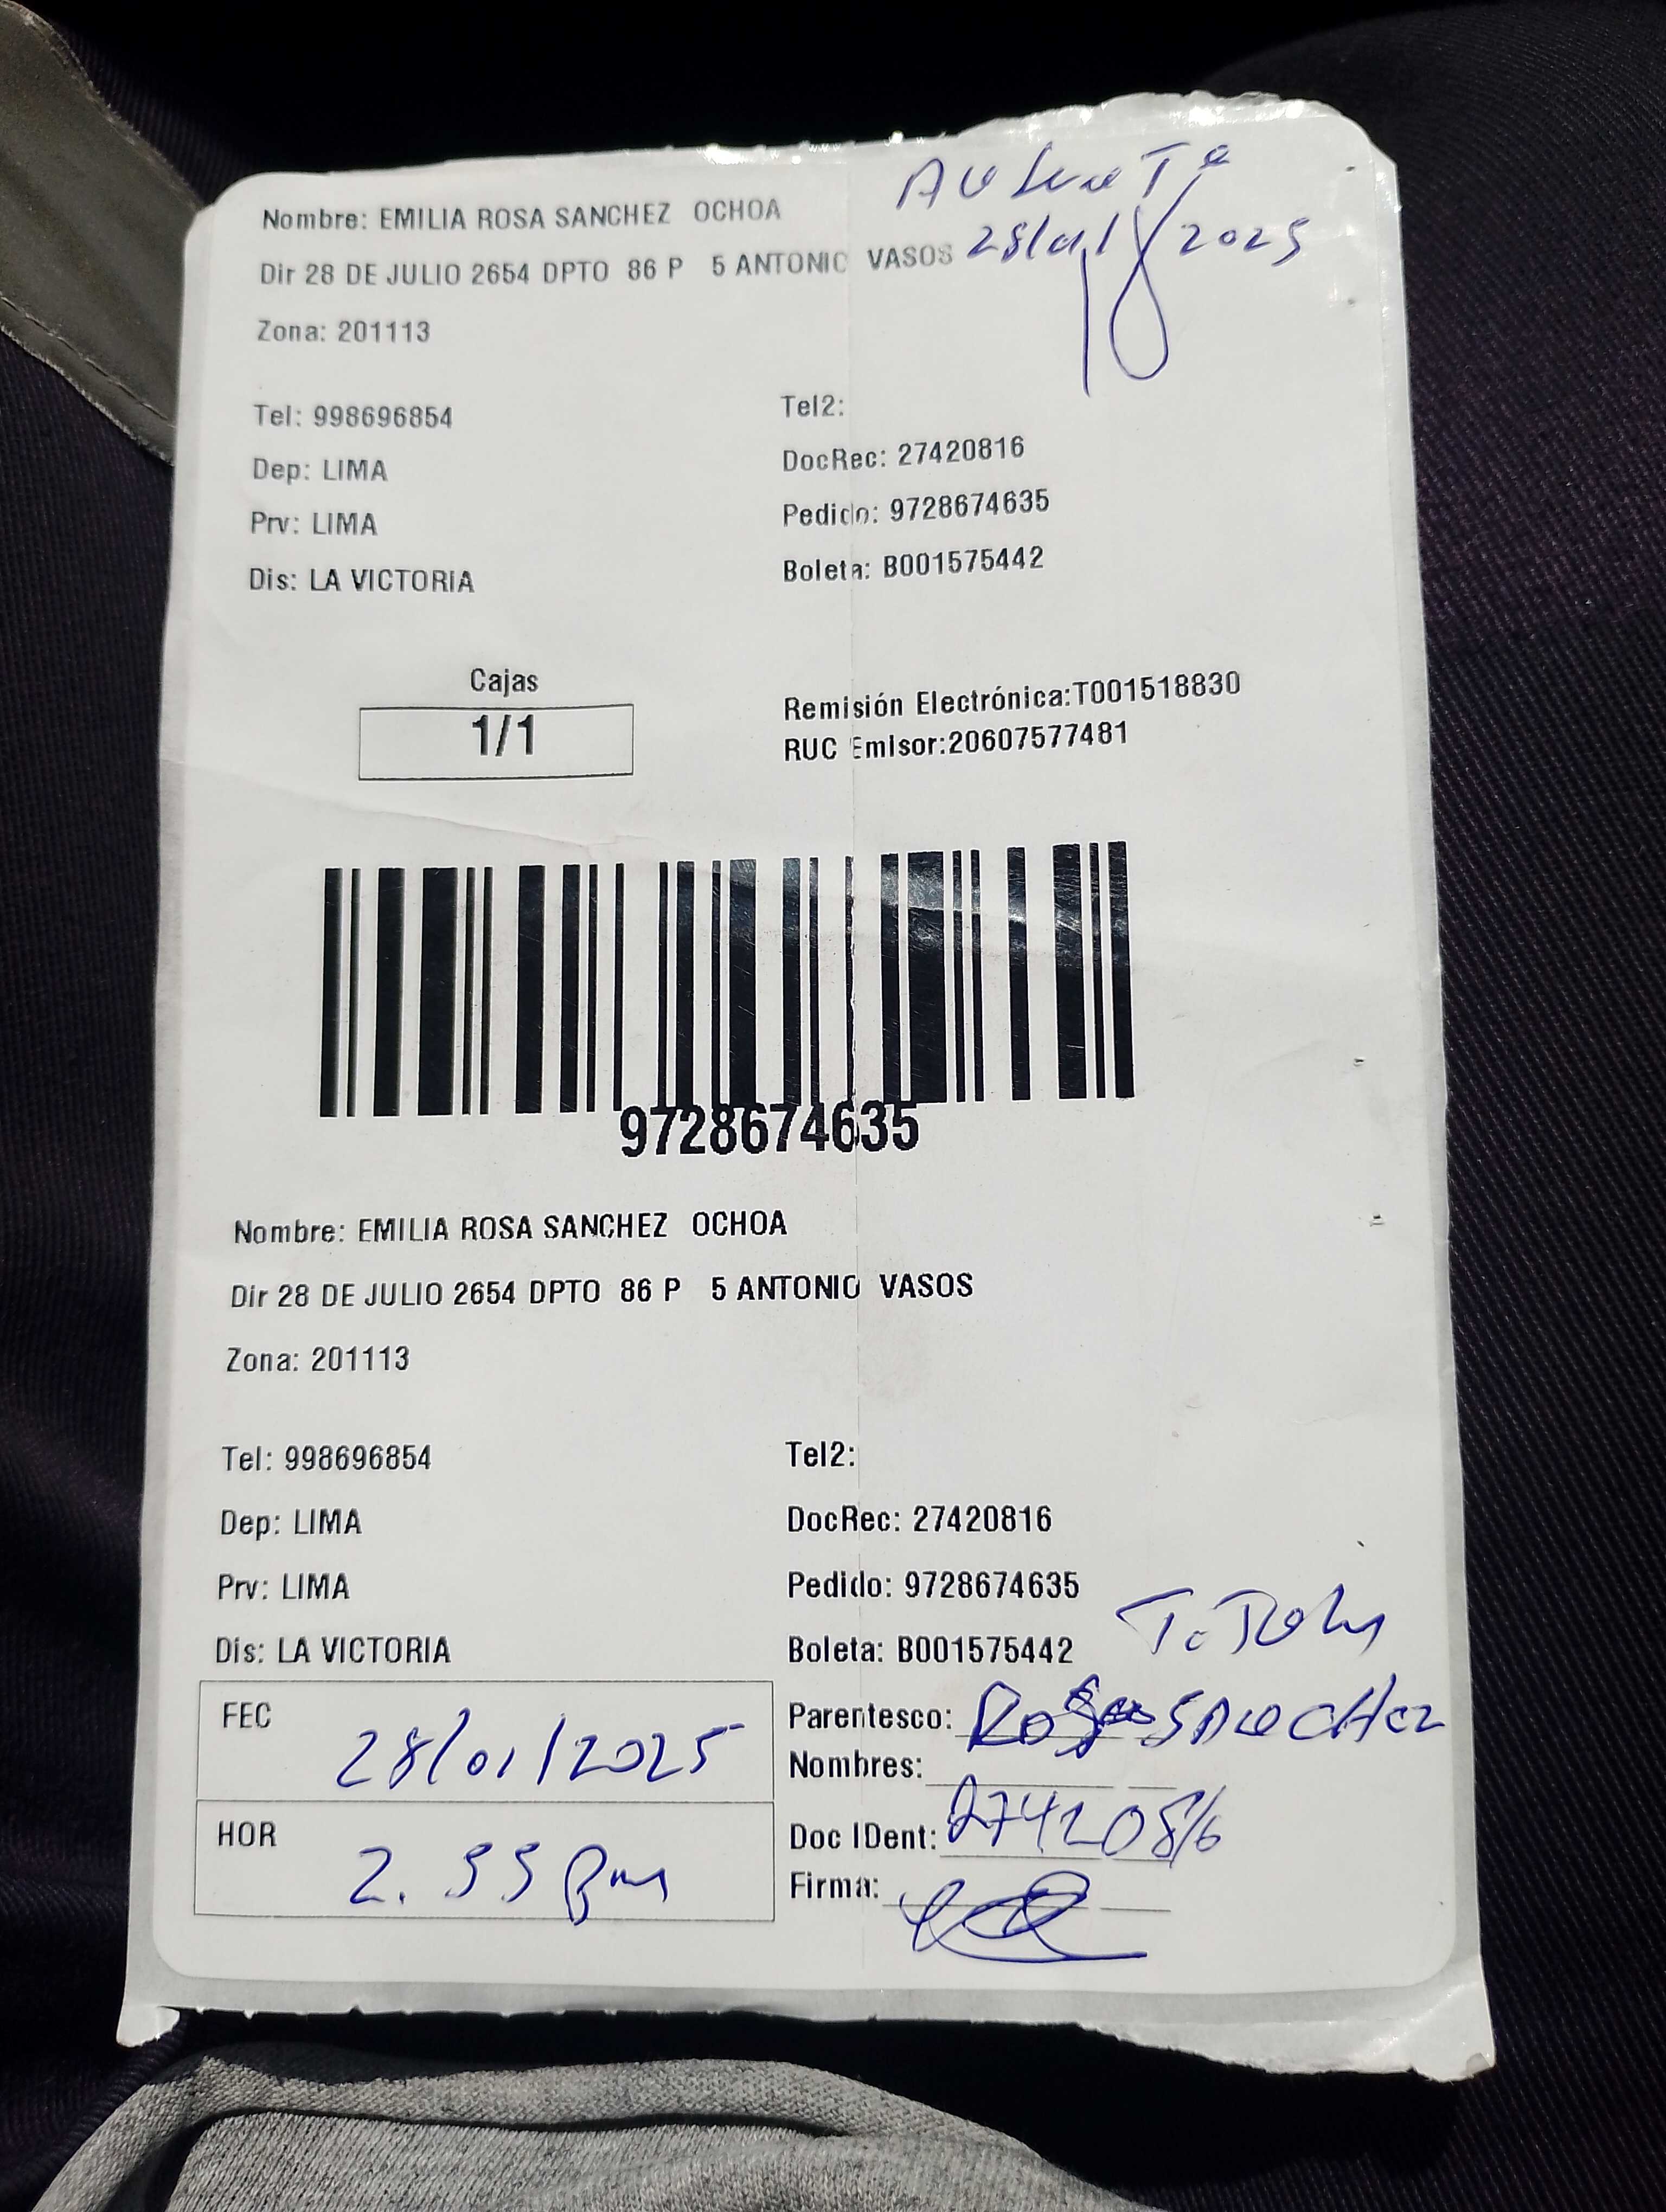 AUSENTE
Nombre: EMILIA ROSA SANCHEZ OCHOA
28/01/2025
Dir 28 DE JULIO 2654 DPTO 86 P 5 ANTONIO VASOS
Zona: 201113
Tel: 998696854
Tel2:
Dep: LIMA
DocRec: 27420816
Prv: LIMA
Pedido: 9728674635
Dis: LA VICTORIA
Boleta: B001575442
Cajas
1/1
Remisión Electrónica:T001518830
RUC Emisor:20607577481
9728674635
Nombre: EMILIA ROSA SANCHEZ OCHOA
Dir 28 DE JULIO 2654 DPTO 86 P 5 ANTONIO VASOS
Zona: 201113
Tel: 998696854
Tel2:
Dep: LIMA
DocRec: 27420816
Prv: LIMA
Pedido: 9728674635
Dis: LA VICTORIA
Boleta: B001575442
FEC 28/01/2025
Parentesco: SANCHEZ
Nombres:
HOR 2.55 pm
Doc IDent: 27420816
Firma: